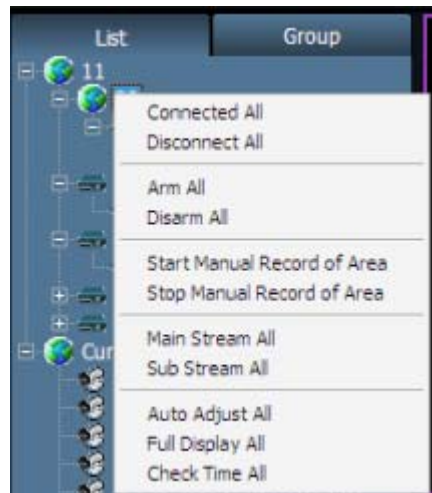 List Group
11
Connected All
Disconnect All
Arm All
Disarm All
Start Manual Record of Area
Stop Manual Record of Area
Main Stream All
Sub Stream All
Cur
Auto Adjust All
Full Display All
Check Time All